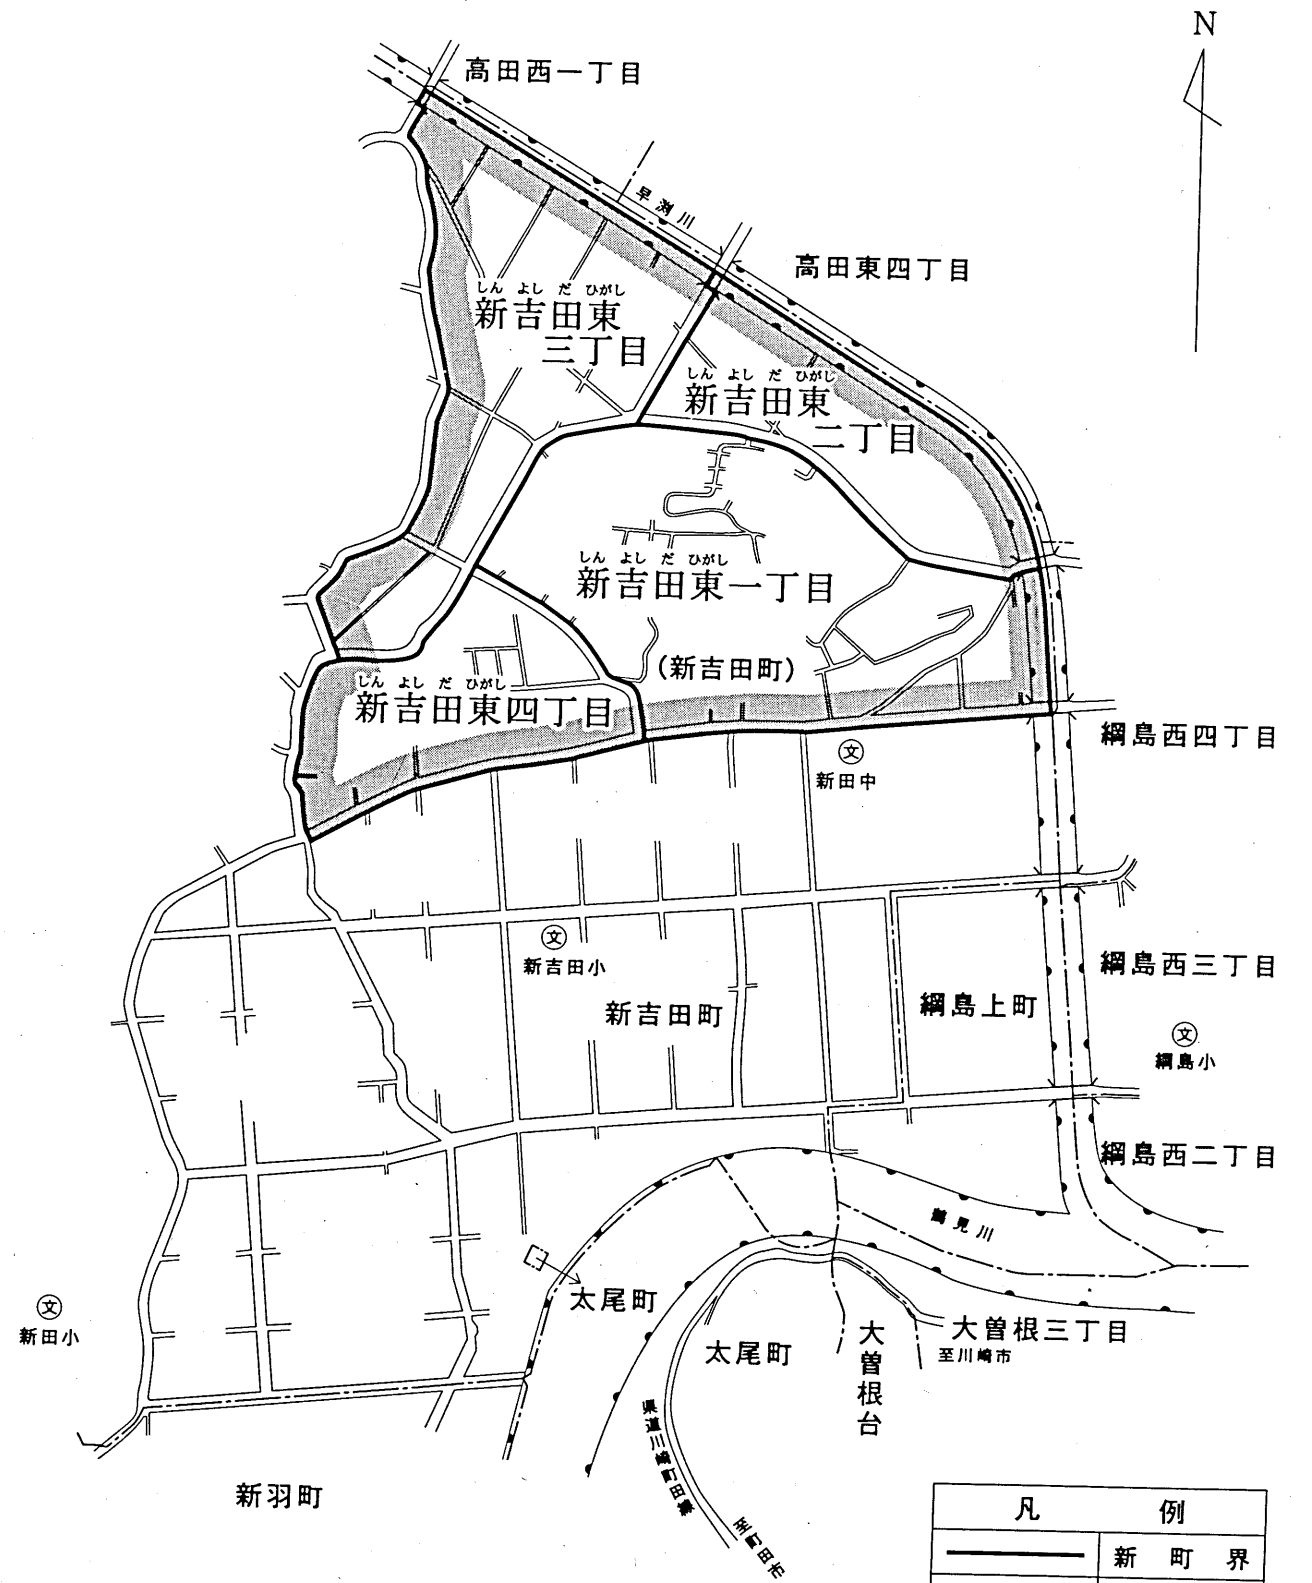 N
高田西一丁目
早渕川
高田東四丁目
しん よし だ ひがし
新吉田東
三丁目
しん よし だ ひがし
新吉田東
二丁目
しん よし だ ひがし
新吉田東一丁目
(新吉田町)
しん よし だ ひがし
新吉田東四丁目
綱島西四丁目
文
新田中
文
新吉田小
綱島西三丁目
新吉田町
綱島上町
文
綱島小
綱島西二丁目
鶴見川
太尾町
文
新田小
太尾町
大曽根台
大曽根三丁目
至川崎市
県道川崎町田線
至町田市
新羽町
凡例
新町界